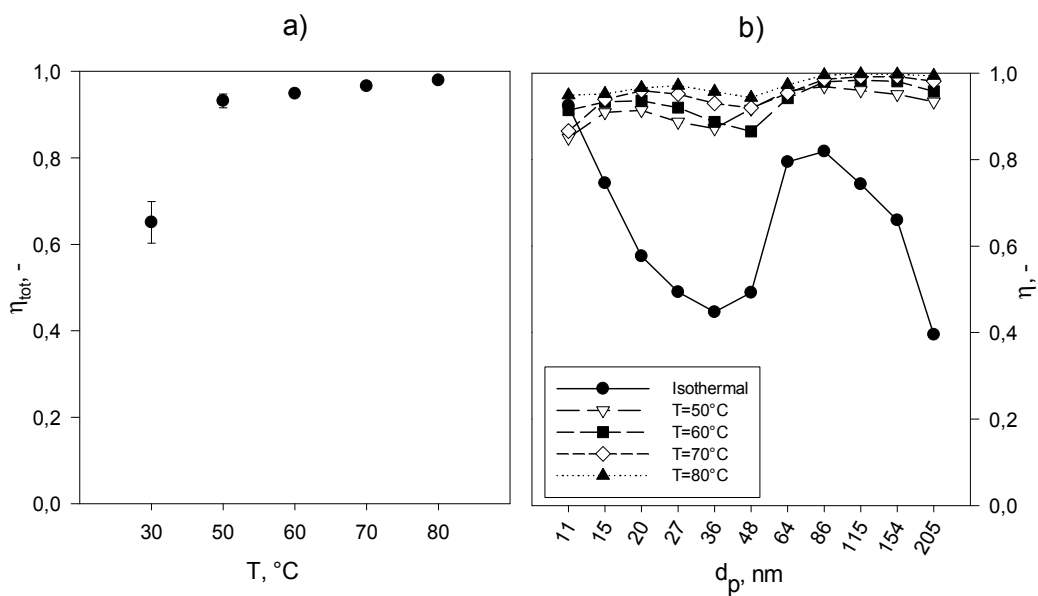 a)
1,0
0,8
0,6
0,4
0,2
0,0
η_tot, -
30 50 60 70 80
T, °C
b)
1,0
0,8
0,6
0,4
0,2
0,0
η, -
Isothermal
T=50°C
T=60°C
T=70°C
T=80°C
11 15 20 27 36 48 64 86 115 154 205
d_p, nm